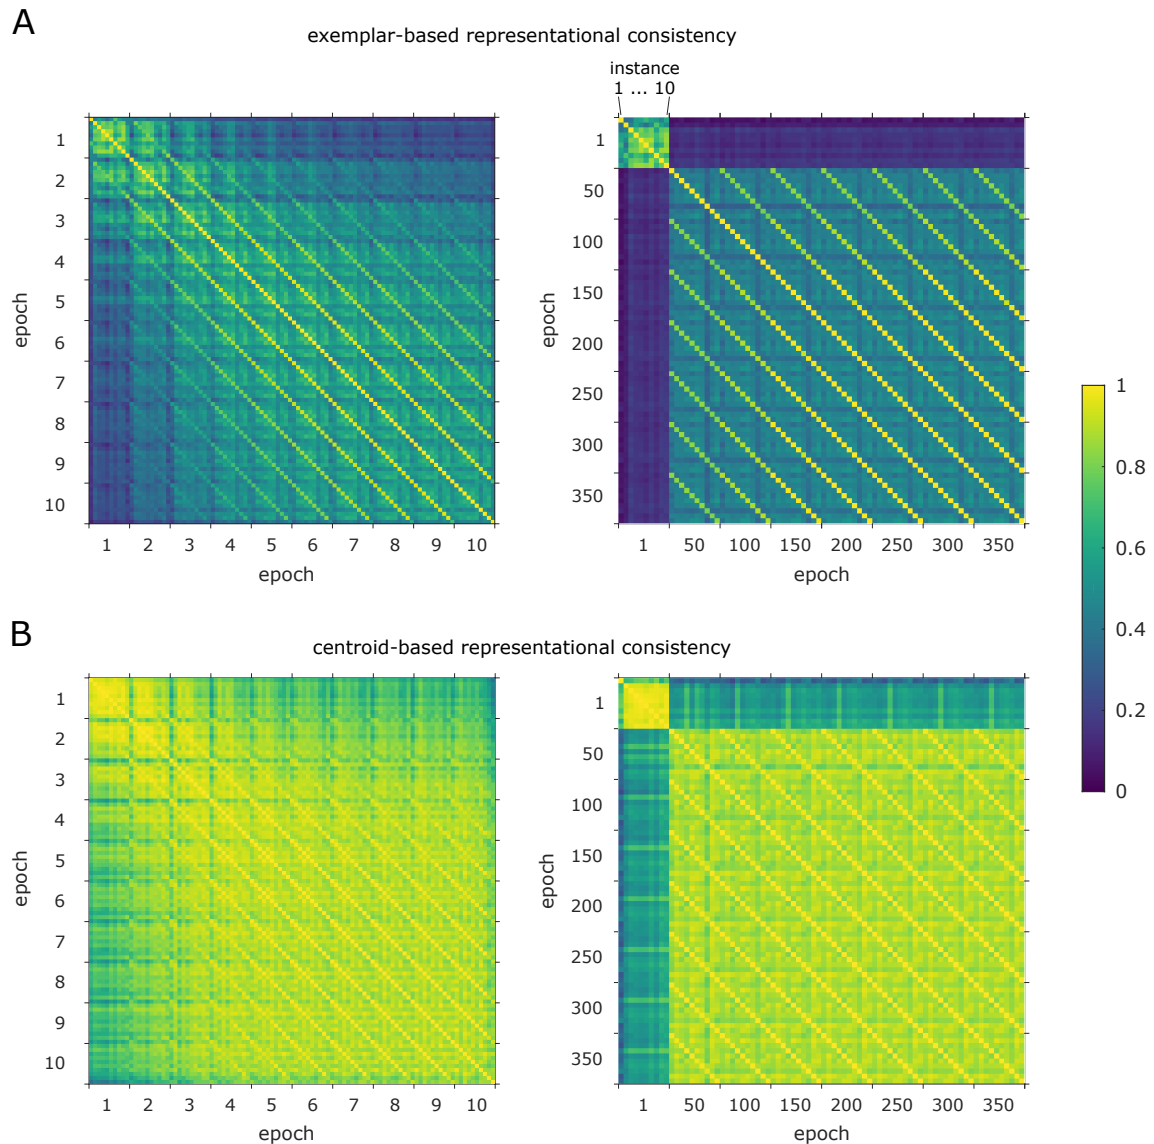 A
exemplar-based representational consistency
instance
1 ... 10
1
2
3
4
5
6
7
8
9
10
epoch
1 2 3 4 5 6 7 8 9 10
epoch
1
50
100
150
200
250
300
350
epoch
1 50 100 150 200 250 300 350
epoch
1
0.8
0.6
0.4
0.2
0
B
centroid-based representational consistency
1
2
3
4
5
6
7
8
9
10
epoch
1 2 3 4 5 6 7 8 9 10
epoch
1
50
100
150
200
250
300
350
epoch
1 50 100 150 200 250 300 350
epoch